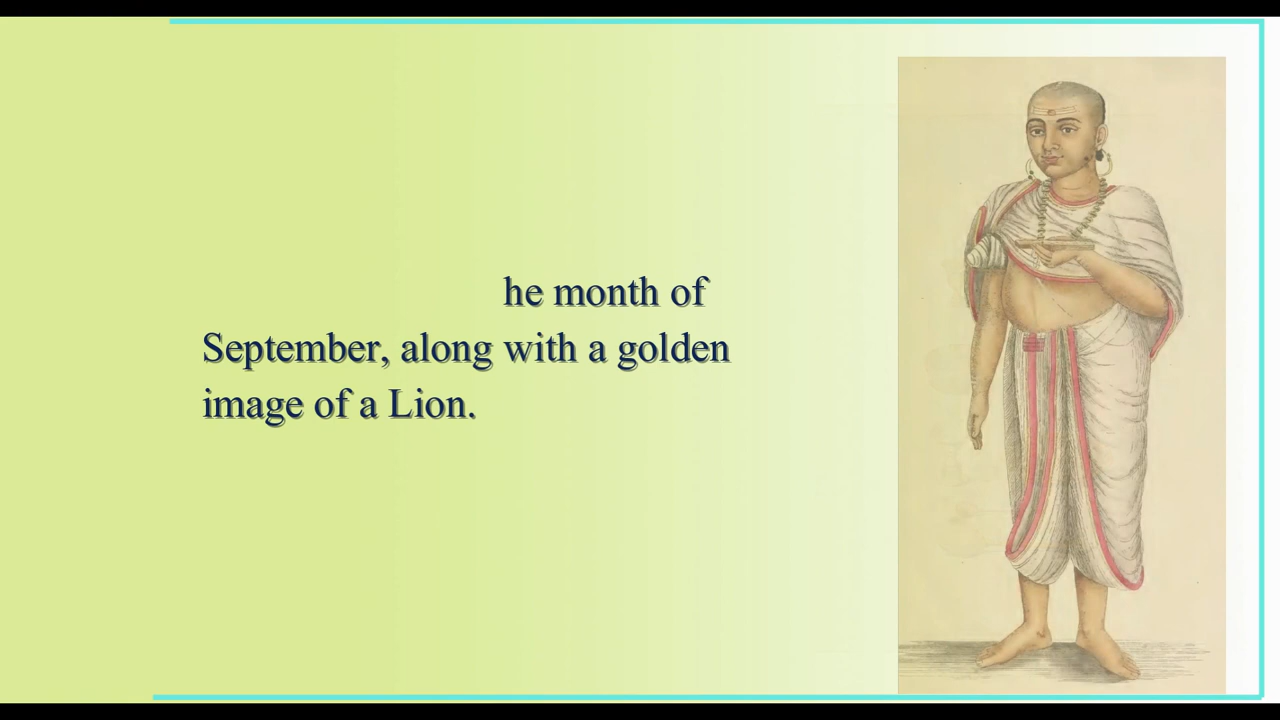 he month of
September, along with a golden
image of a Lion.